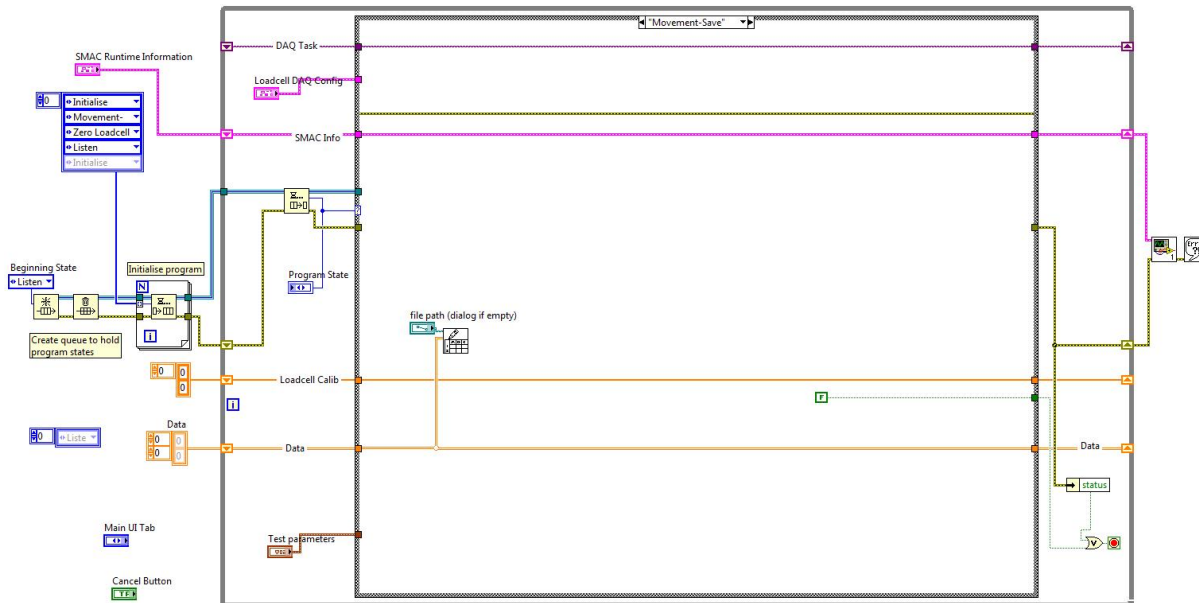 "Movement-Save"
DAQ Task
SMAC Runtime Information
Loadcell DAQ Config
0
Initialise
Movement-
Zero Loadcell
Listen
Initialise
SMAC Info
Beginning State
Listen
Initialise program
N
i
Program State
?
1
Err
?!
file path (dialog if empty)
Create queue to hold
program states
0
0
0
Loadcell Calib
i
F
0
Liste
Data
0
0
0
0
Data
Data
status
V
Main UI Tab
Test parameters
Cancel Button
TF